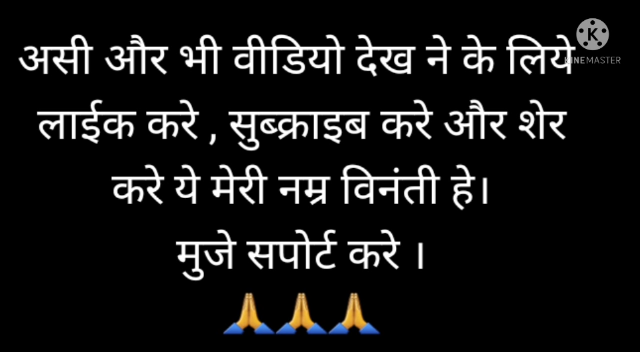 असी और भी वीडियो देख ने के लिये
KINEMASTER
लाईक करे , सुब्क्राइब करे और शेर
करे ये मेरी नम्र विनंती हे।
मुजे सपोर्ट करे ।
🙏🙏🙏